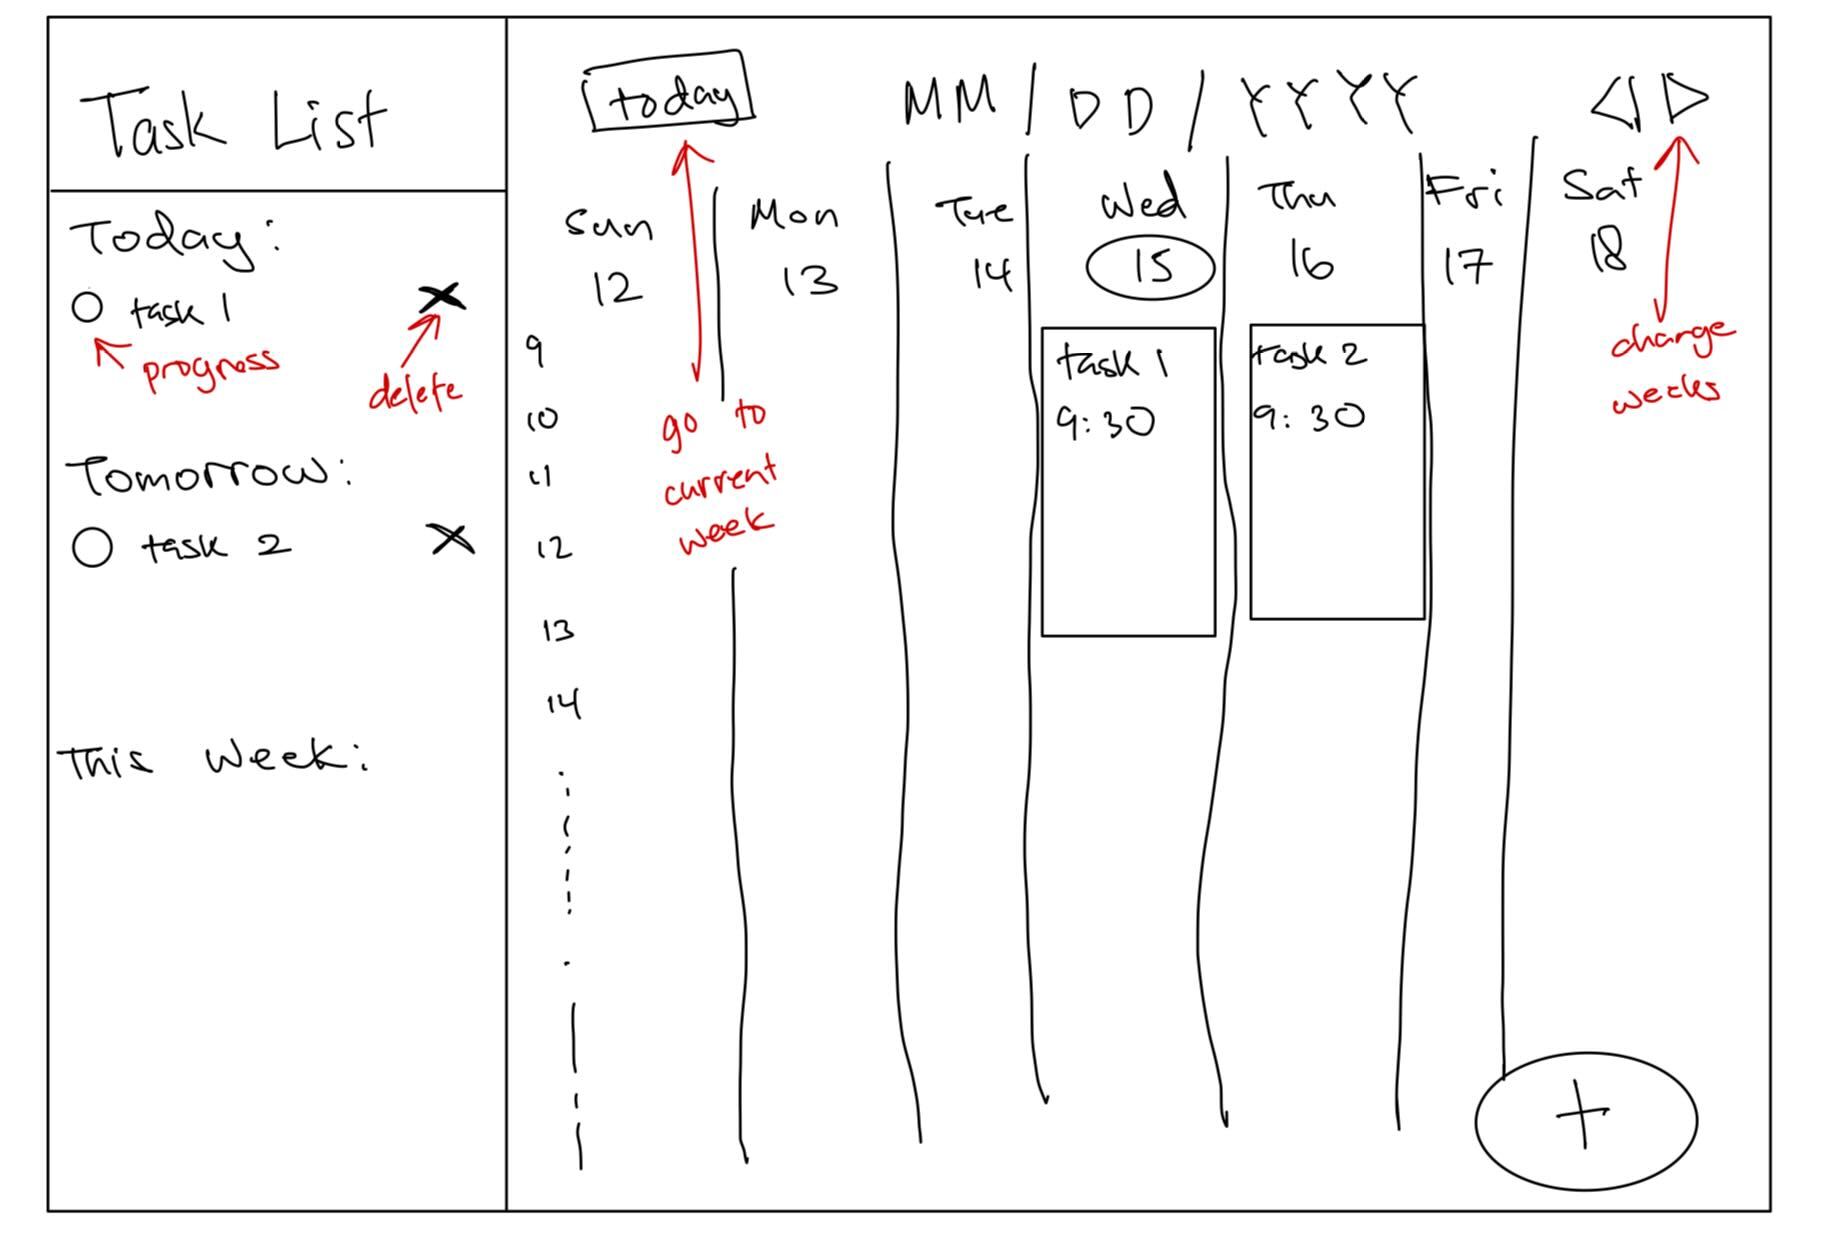 Task List
Today:
task 1
progress
delete
Tomorrow:
task 2
This week:
today
MM/DD/YYYY
Sun Mon Tue Wed Thu Fri Sat
12 13 14 15 16 17 18
change
weeks
go to
current
week
9
10
11
12
13
14
task 1
9:30
task 2
9:30
+